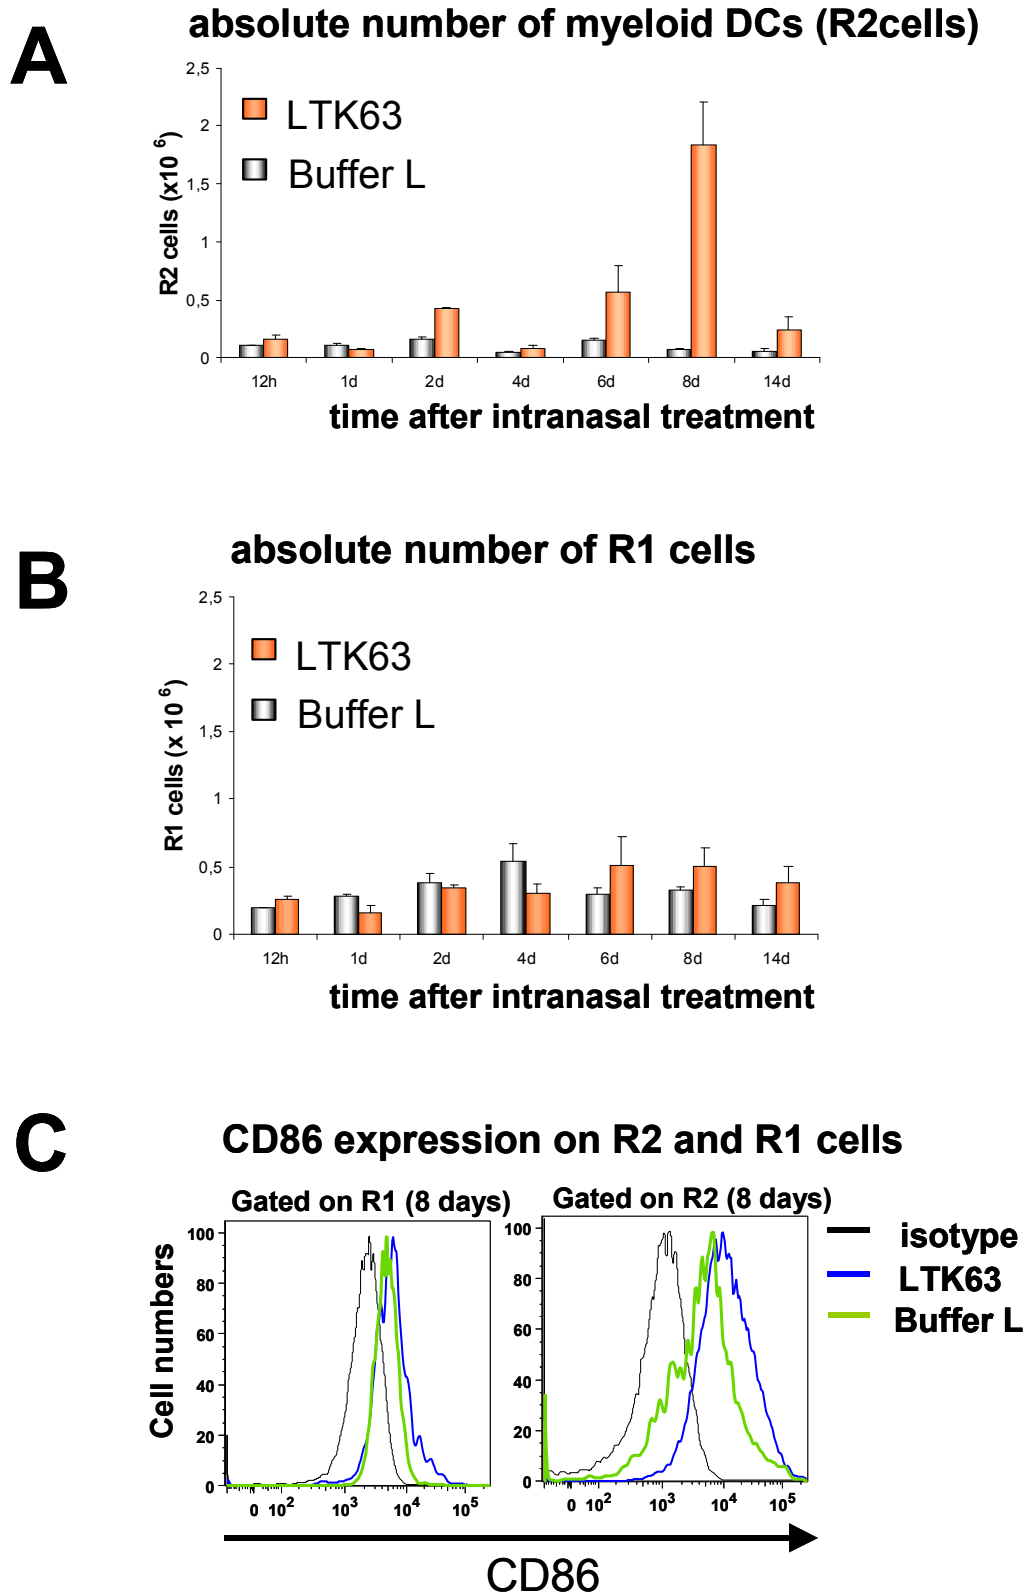 A
absolute number of myeloid DCs (R2cells)
2,5
2
1,5
1
0,5
0
R2 cells (x10 6)
LTK63
Buffer L
12h 1d 2d 4d 6d 8d 14d
time after intranasal treatment
B
absolute number of R1 cells
2,5
2
1,5
1
0,5
0
R1 cells (x 10 6)
LTK63
Buffer L
12h 1d 2d 4d 6d 8d 14d
time after intranasal treatment
C
CD86 expression on R2 and R1 cells
Gated on R1 (8 days)
Gated on R2 (8 days)
Cell numbers
100
80
60
40
20
0
0 102 103 104 105
100
80
60
40
20
0
0 102 103 104 105
isotype
LTK63
Buffer L
CD86